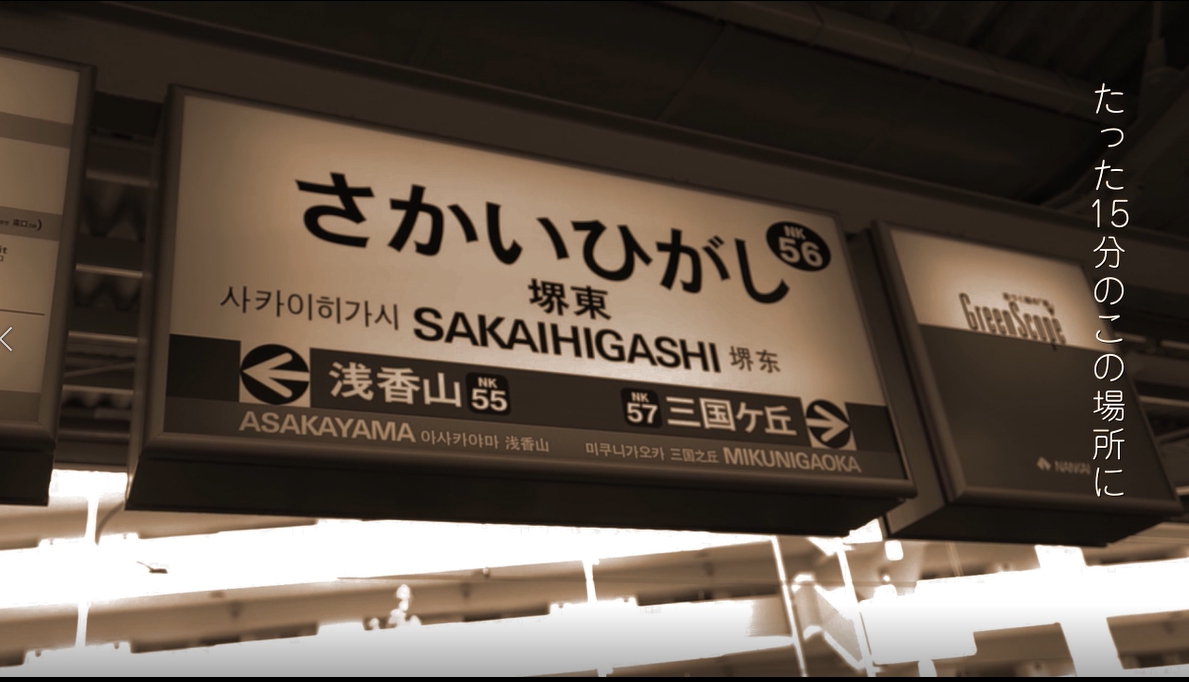 さかいひがし
NK
56
堺東
사카이히가시
SAKAIHIGASHI
堺东
浅香山
NK
55
NK
57
三国ケ丘
ASAKAYAMA
아사카야마
浅香山
미쿠니가오카
三国之丘
MIKUNIGAOKA
GreenScope
NANKAI
たった15分のこの場所に